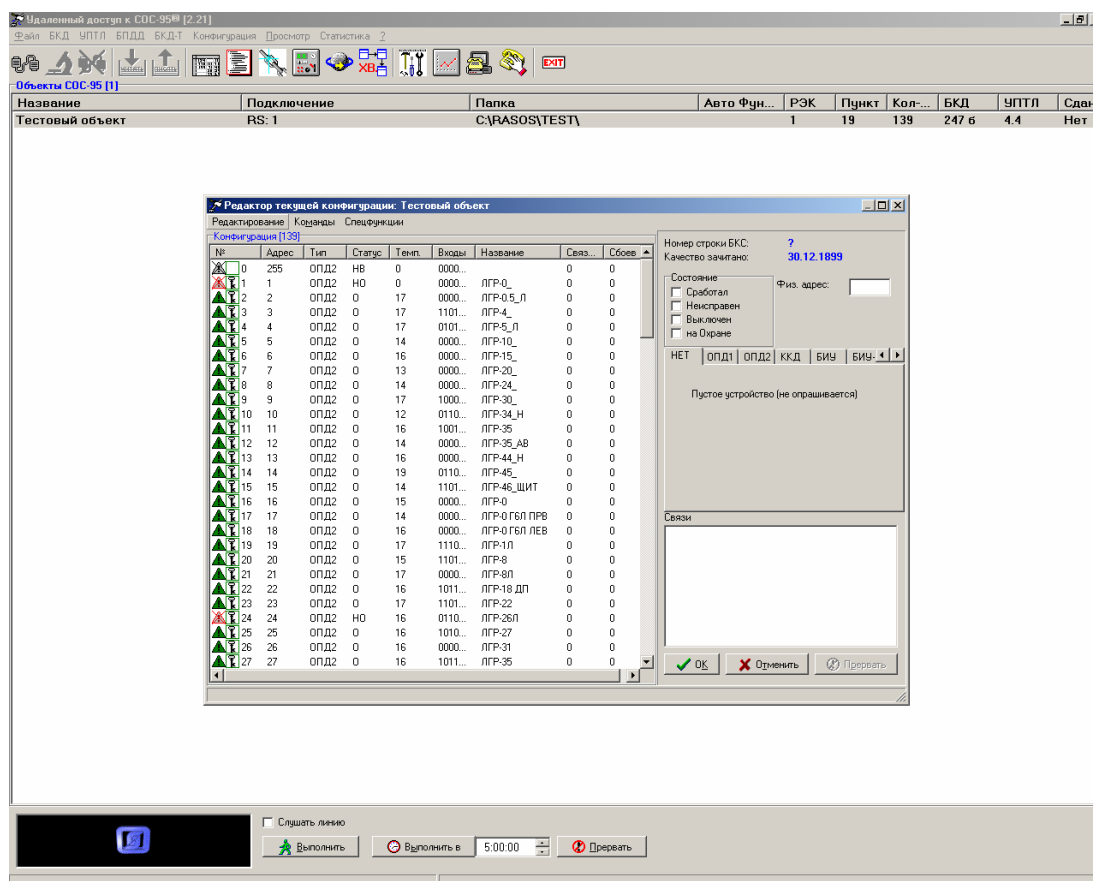 Удаленный доступ к СОС-95® [2.21]
Файл БКД УПТЛ БПДД БКД-Т Конфигурация Просмотр Статистика ?
XB.E EXIT
Объекты СОС-95 [1]
Название Подключение Папка Авто Фун... РЭК Пункт Кол-... БКД УПТЛ Сдан
Тестовый объект RS: 1 C:\RASOS\TEST\ 1 19 139 247 б 4.4 Нет
Редактор текущей конфигурации: Тестовый объект
Редактирование Команды Спецфункции
Конфигурация [139]
№ Адрес Тип Статус Темп. Входы Название Связ... Сбоев
0 255 ОПД2 НВ 0 0000... 0 0
1 1 ОПД2 НО 0 0000... ЛГР-0_ 0 0
2 2 ОПД2 О 17 0000... ЛГР-0.5_Л 0 0
3 3 ОПД2 О 17 1101... ЛГР-4_ 0 0
4 4 ОПД2 О 17 0101... ЛГР-5_Л 0 0
5 5 ОПД2 О 14 0000... ЛГР-10_ 0 0
6 6 ОПД2 О 16 0000... ЛГР-15_ 0 0
7 7 ОПД2 О 13 0000... ЛГР-20_ 0 0
8 8 ОПД2 О 14 0000... ЛГР-24_ 0 0
9 9 ОПД2 О 17 1000... ЛГР-30_ 0 0
10 10 ОПД2 О 12 0110... ЛГР-34_Н 0 0
11 11 ОПД2 О 16 1001... ЛГР-35 0 0
12 12 ОПД2 О 14 0000... ЛГР-35_АВ 0 0
13 13 ОПД2 О 16 0000... ЛГР-44_Н 0 0
14 14 ОПД2 О 19 0110... ЛГР-45_ 0 0
15 15 ОПД2 О 14 1101... ЛГР-46_ЩИТ 0 0
16 16 ОПД2 О 15 0000... ЛГР-0 0 0
17 17 ОПД2 О 14 0000... ЛГР-0 Г6Л ПРВ 0 0
18 18 ОПД2 О 16 0000... ЛГР-0 Г6Л ЛЕВ 0 0
19 19 ОПД2 О 17 1110... ЛГР-1Л 0 0
20 20 ОПД2 О 15 1101... ЛГР-8 0 0
21 21 ОПД2 О 17 0000... ЛГР-8Л 0 0
22 22 ОПД2 О 16 1011... ЛГР-18 ДП 0 0
23 23 ОПД2 О 17 1101... ЛГР-22 0 0
24 24 ОПД2 НО 16 0110... ЛГР-26Л 0 0
25 25 ОПД2 О 16 1010... ЛГР-27 0 0
26 26 ОПД2 О 16 0000... ЛГР-31 0 0
27 27 ОПД2 О 16 1011... ЛГР-35 0 0
Номер строки БКС: ?
Качество зачитано: 30.12.1899
Состояние
Сработал
Неисправен
Выключен
на Охране
Физ. адрес:
НЕТ ОПД1 ОПД2 ККД БИУ БИУ-
Пустое устройство (не опрашивается)
Связи
OK Отменить Прервать
Слушать линию
Выполнить Выполнить в 5:00:00 Прервать